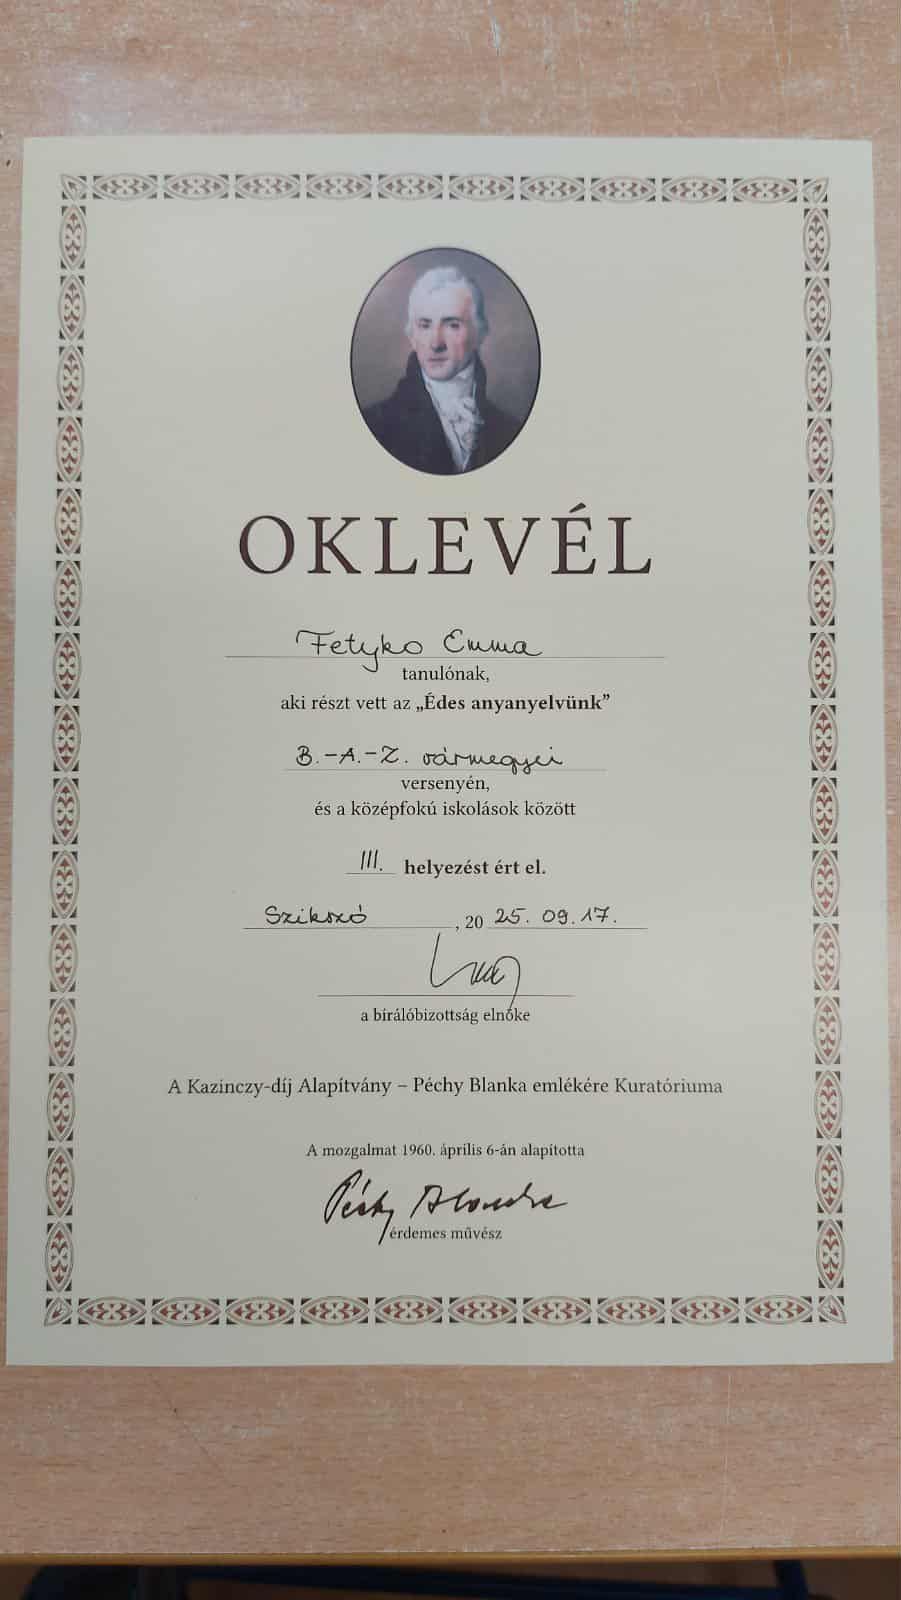 OKLEVÉL
Fetyko Emma
tanulónak,
aki részt vett az „Édes anyanyelvünk”
B.-A.-Z. vármegyei
versenyén,
és a középfokú iskolások között
III. helyezést ért el.
Szikszó, 2025. 09. 17.
a bírálóbizottság elnöke
A Kazinczy-díj Alapítvány – Péchy Blanka emlékére Kuratóriuma
A mozgalmat 1960. április 6-án alapította
Péchy Blanka
érdemes művész